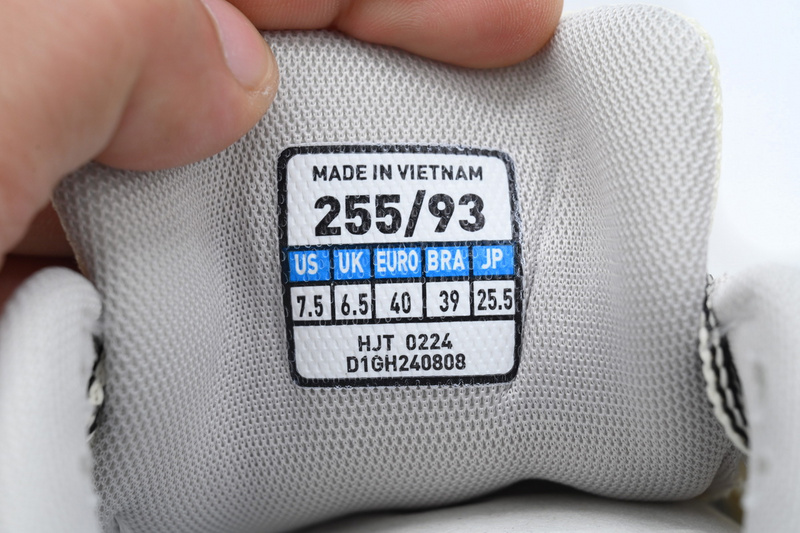 MADE IN VIETNAM
255/93
US UK EURO BRA JP
7.5 6.5 40 39 25.5
HJT 0224
D1GH240808